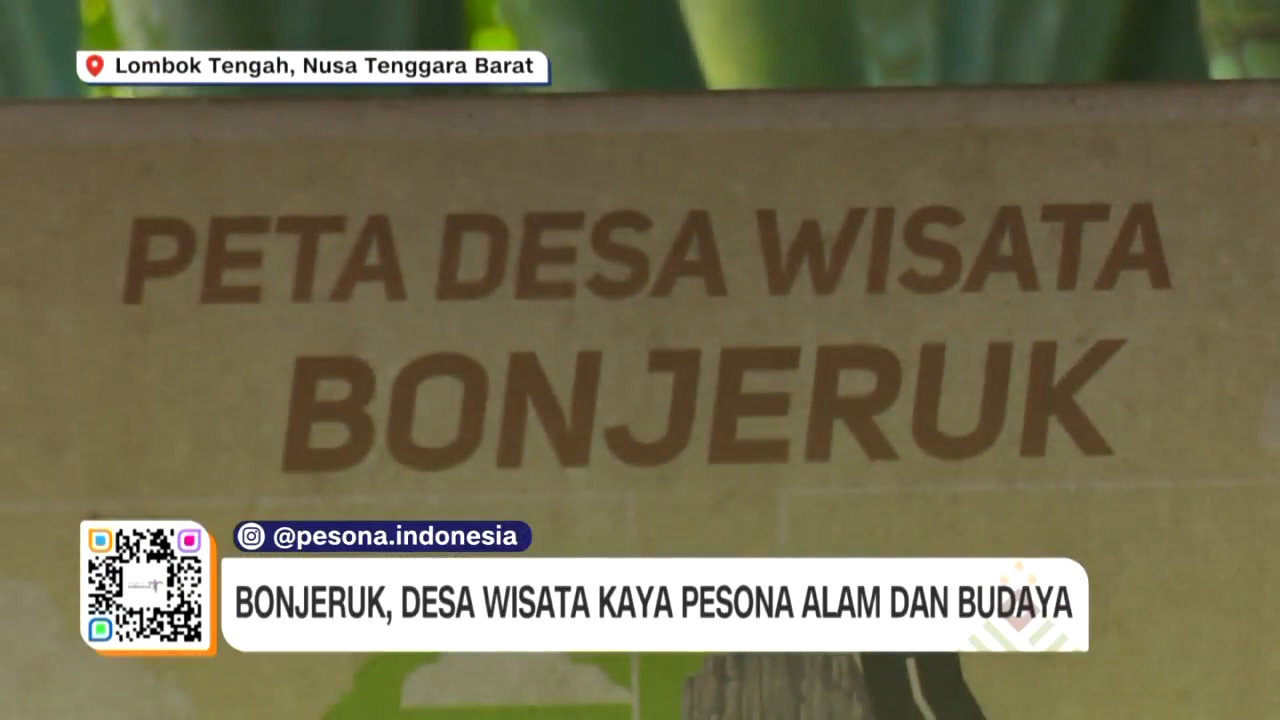 Lombok Tengah, Nusa Tenggara Barat
PETA DESA WISATA
BONJERUK
@pesona.indonesia
BONJERUK, DESA WISATA KAYA PESONA ALAM DAN BUDAYA